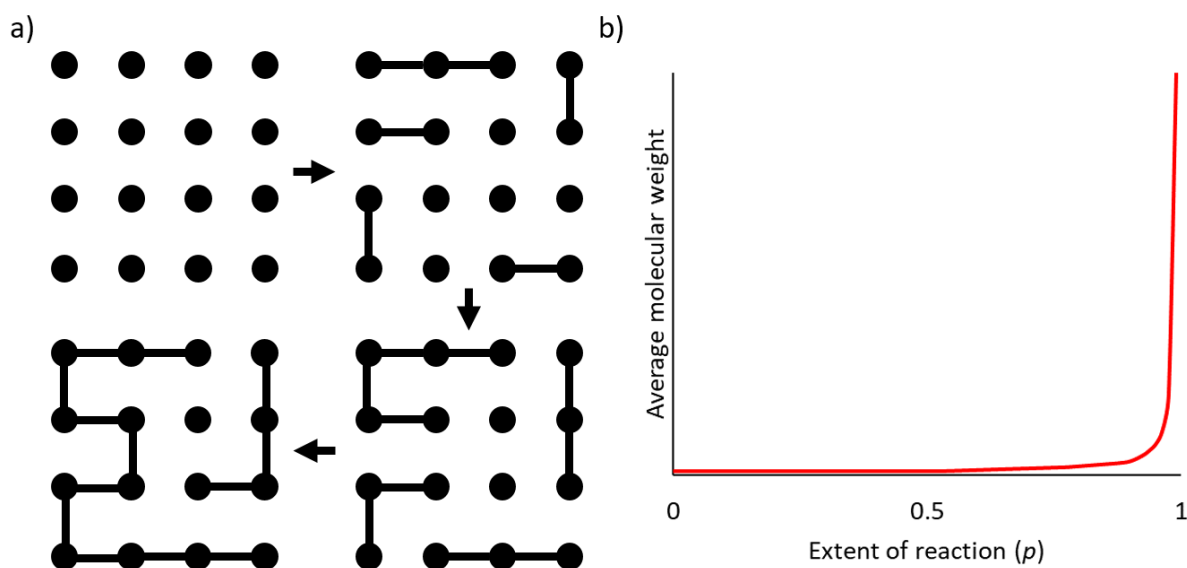 a)
b)
Average molecular weight
0
0.5
1
Extent of reaction (p)